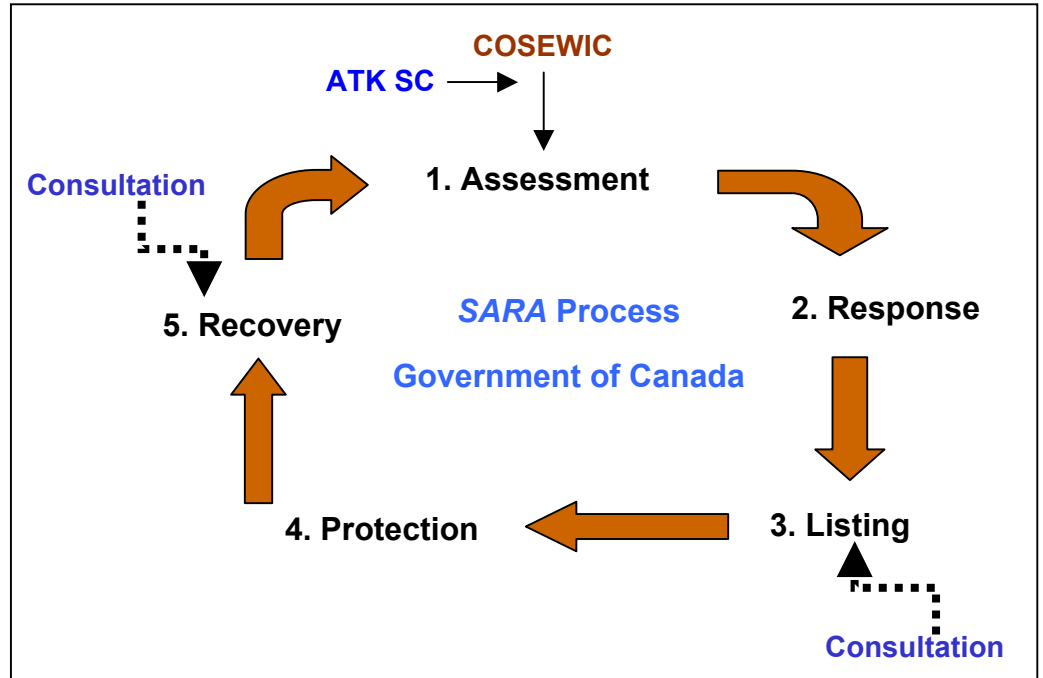 COSEWIC
ATK SC
1. Assessment
Consultation
2. Response
SARA Process
5. Recovery
Government of Canada
3. Listing
4. Protection
Consultation